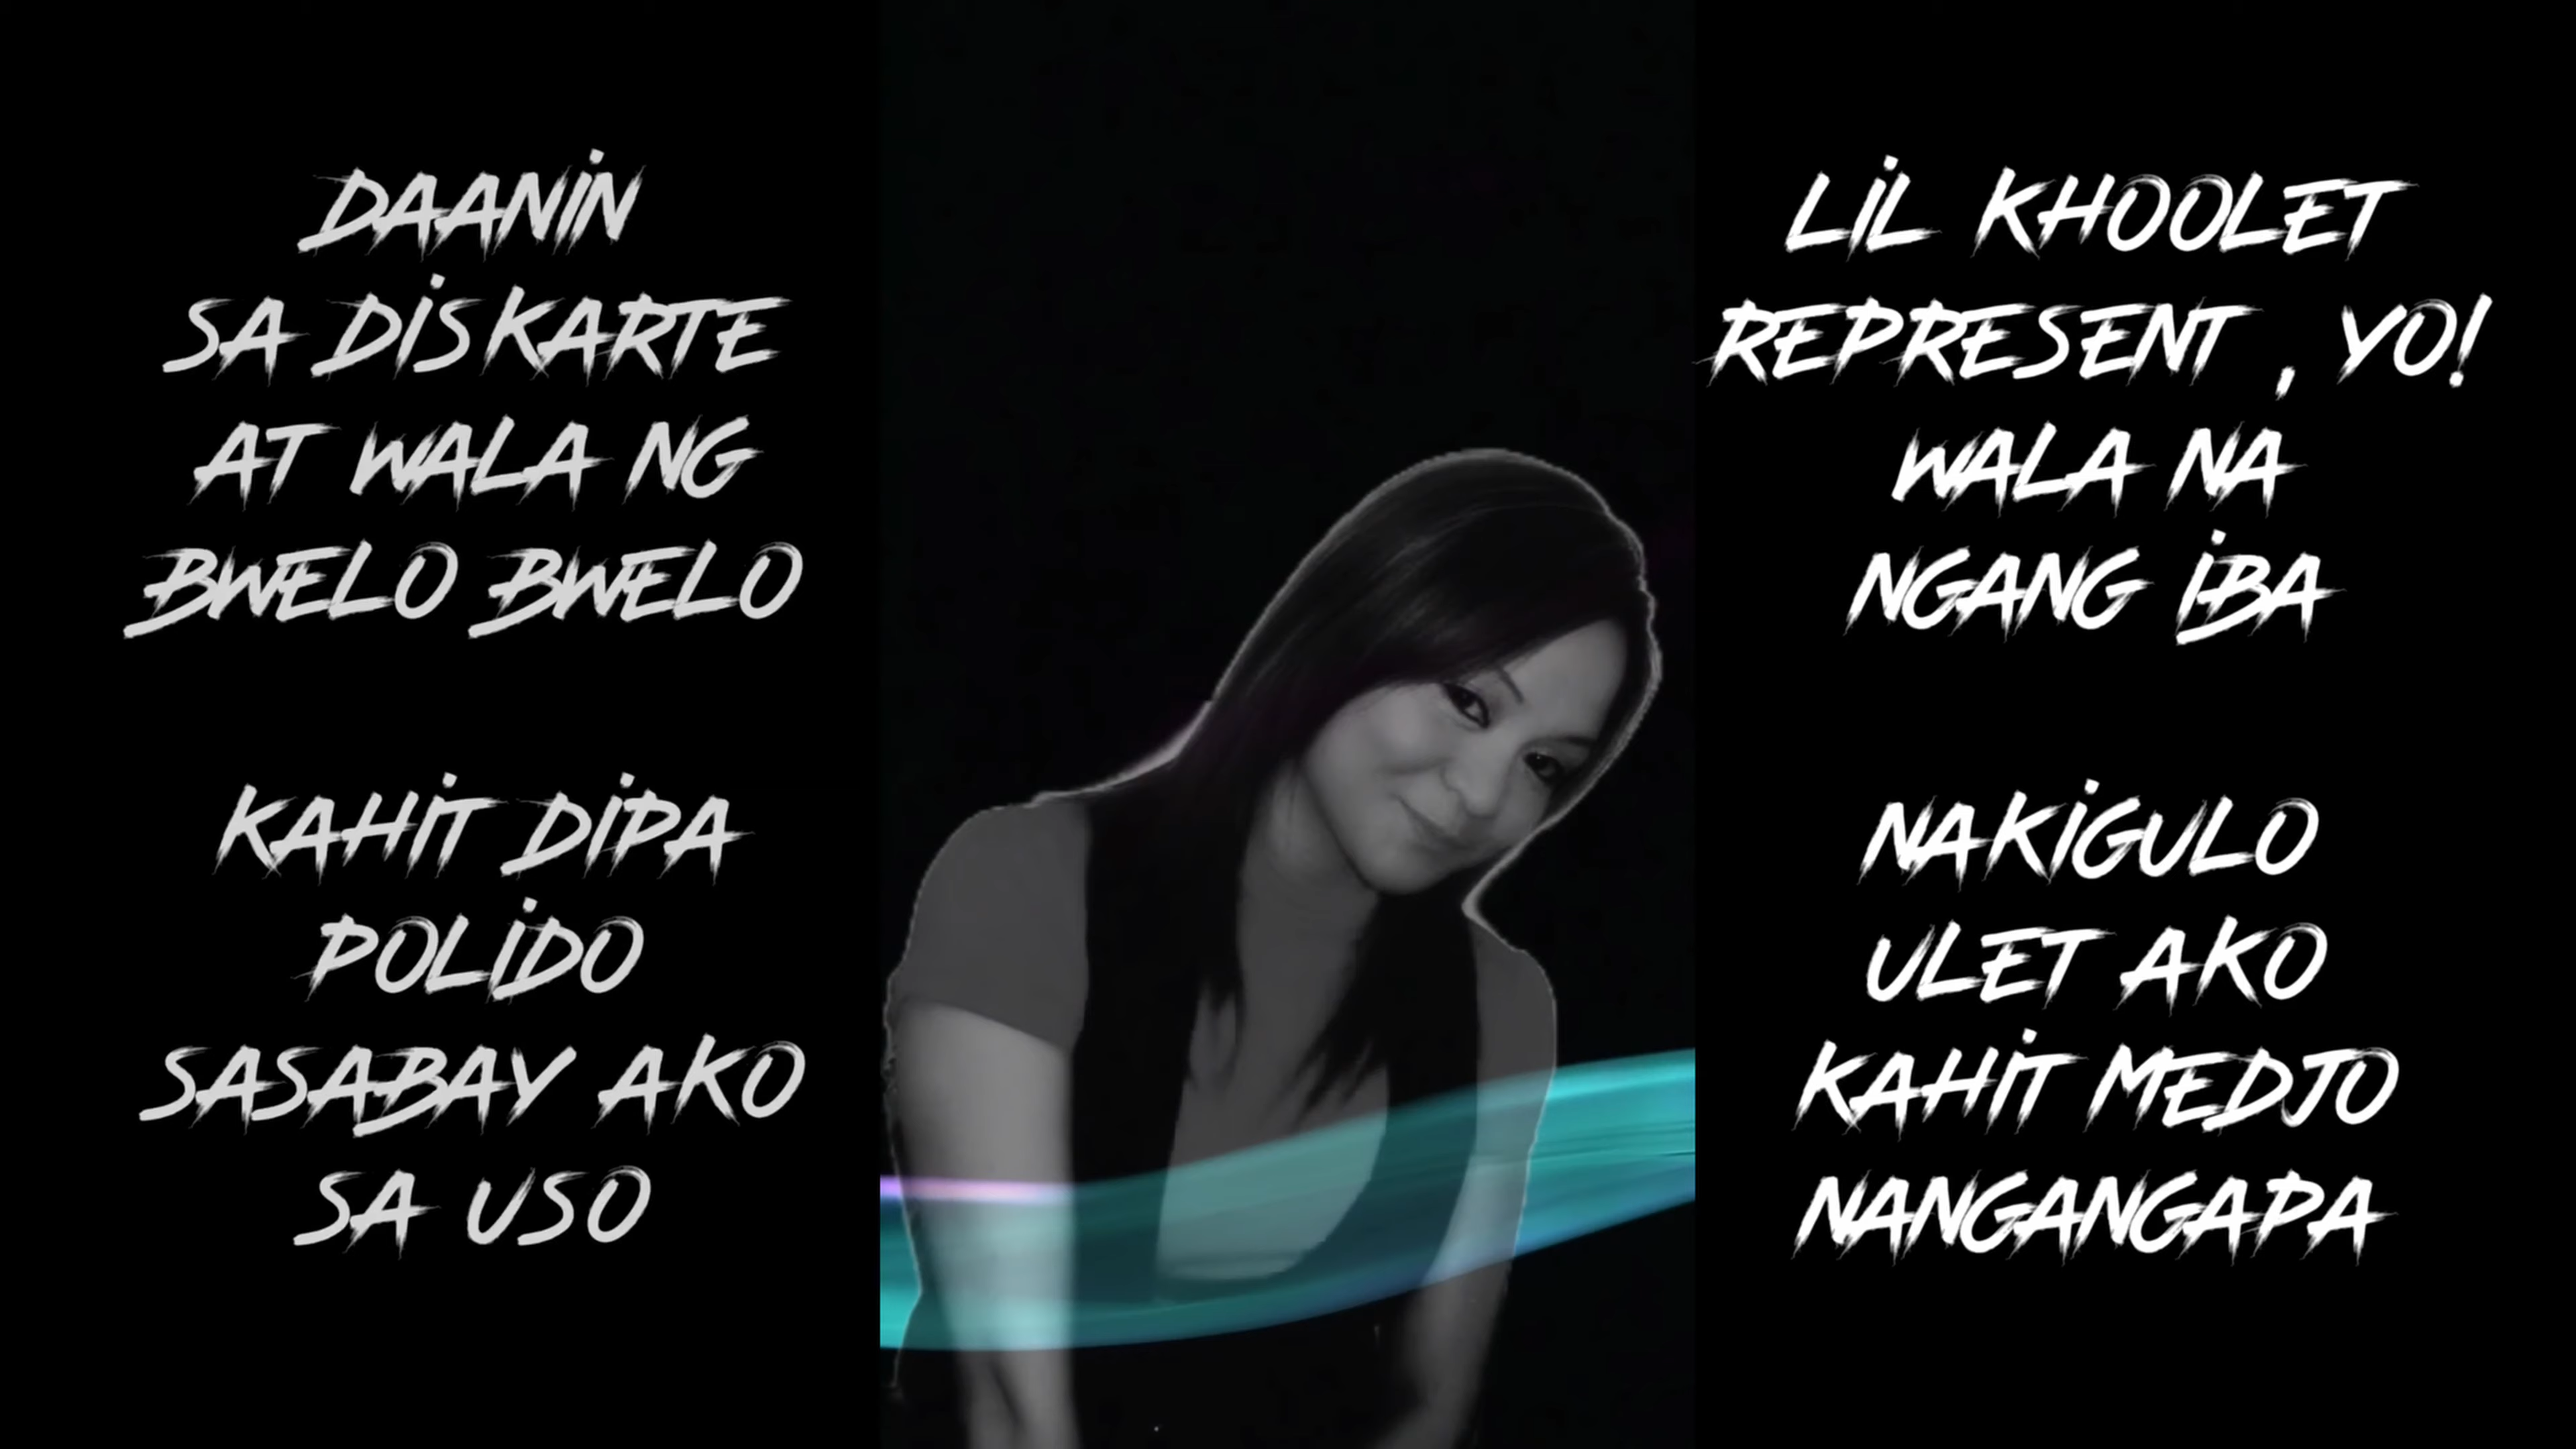 DAANIN
SA DISKARTE
AT WALA NG
BWELO BWELO
KAHIT DIPA
POLIDO
SASABAY AKO
SA USO
LIL KHOOLET
REPRESENT , YO!
WALA NA
NGANG IBA
NAKIGULO
ULET AKO
KAHIT MEDJO
NANGANGAPA